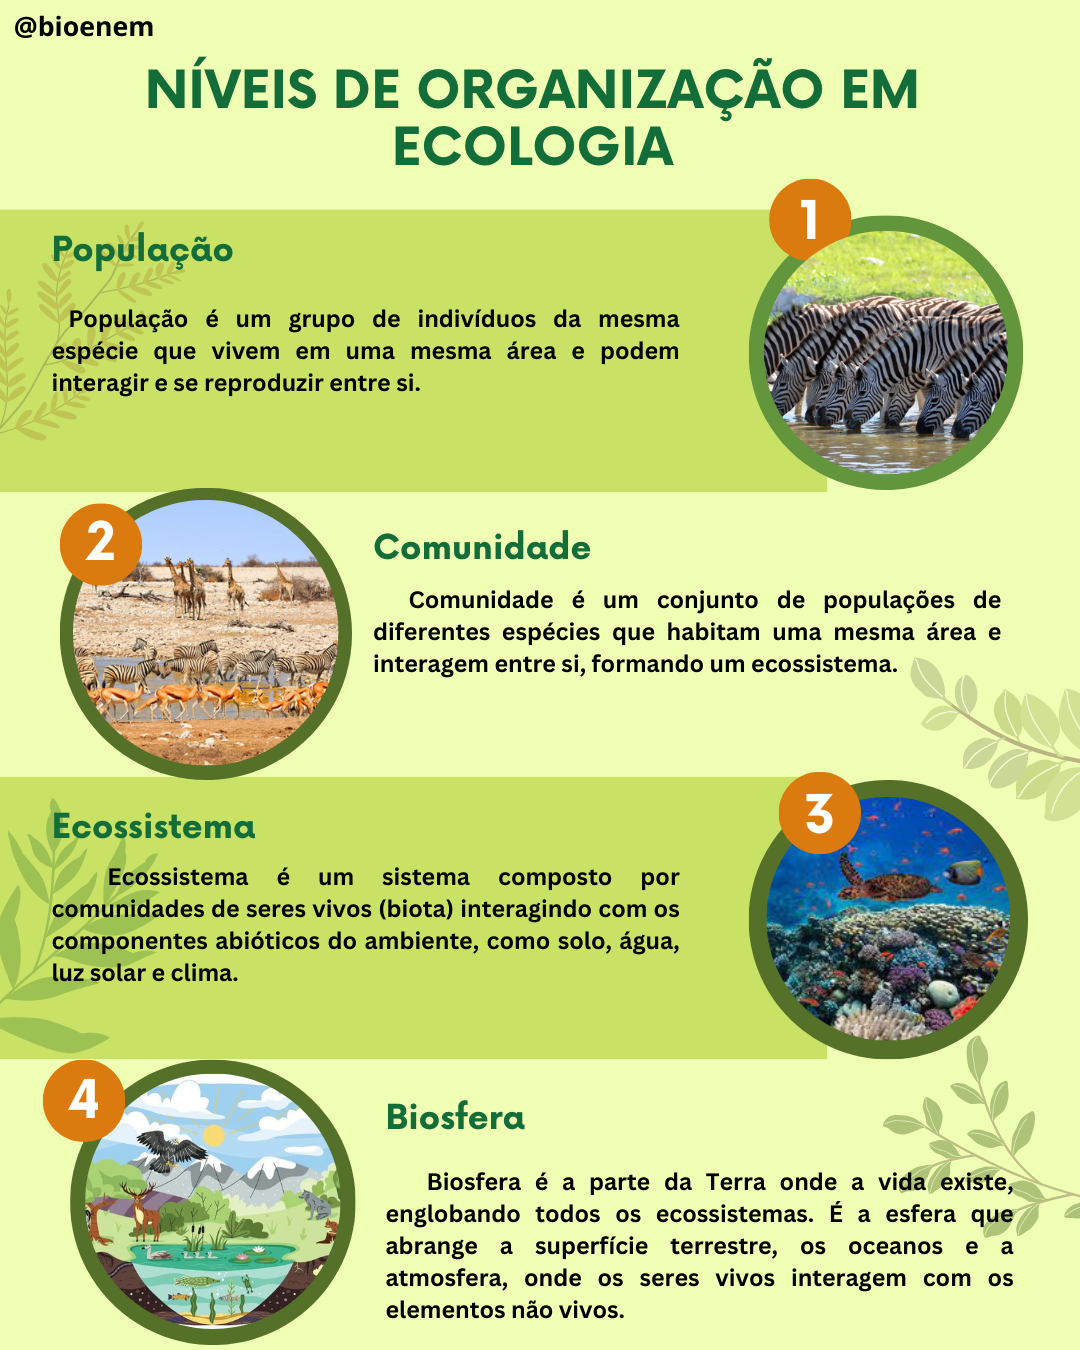 @bioenem
NÍVEIS DE ORGANIZAÇÃO EM
ECOLOGIA
1
População
População é um grupo de indivíduos da mesma
espécie que vivem em uma mesma área e podem
interagir e se reproduzir entre si.
2
Comunidade
Comunidade é um conjunto de populações de
diferentes espécies que habitam uma mesma área e
interagem entre si, formando um ecossistema.
3
Ecossistema
Ecossistema é um sistema composto por
comunidades de seres vivos (biota) interagindo com os
componentes abióticos do ambiente, como solo, água,
luz solar e clima.
4
Biosfera
Biosfera é a parte da Terra onde a vida existe,
englobando todos os ecossistemas. É a esfera que
abrange a superfície terrestre, os oceanos e a
atmosfera, onde os seres vivos interagem com os
elementos não vivos.